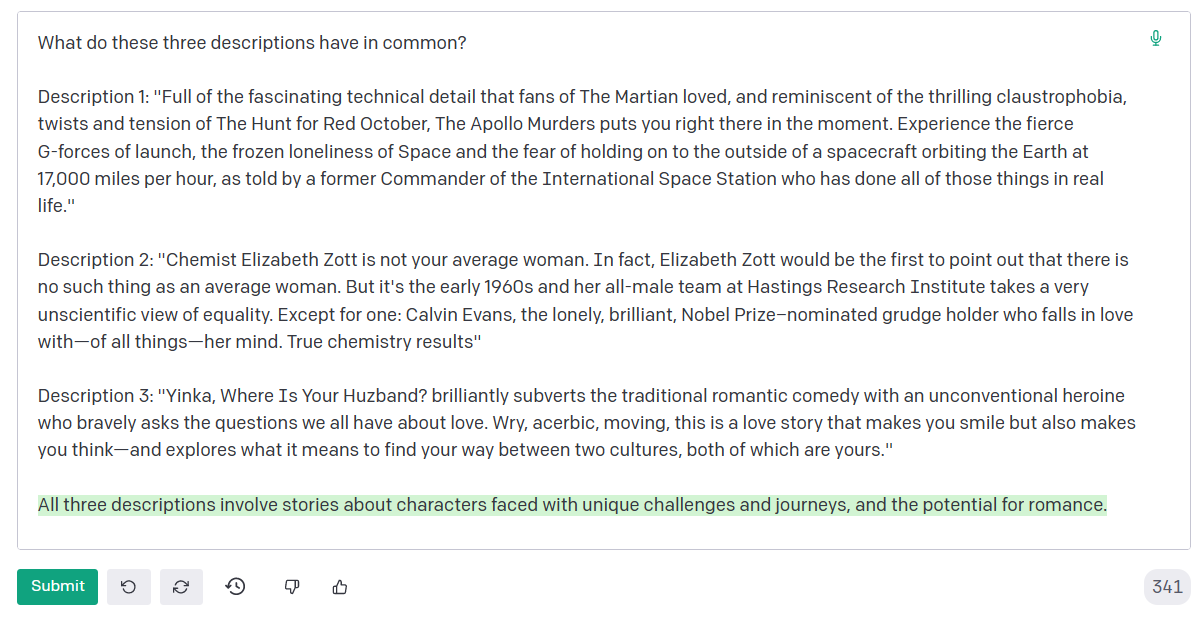 What do these three descriptions have in common?
Description 1: "Full of the fascinating technical detail that fans of The Martian loved, and reminiscent of the thrilling claustrophobia,
twists and tension of The Hunt for Red October, The Apollo Murders puts you right there in the moment. Experience the fierce
G-forces of launch, the frozen loneliness of Space and the fear of holding on to the outside of a spacecraft orbiting the Earth at
17,000 miles per hour, as told by a former Commander of the International Space Station who has done all of those things in real
life."
Description 2: "Chemist Elizabeth Zott is not your average woman. In fact, Elizabeth Zott would be the first to point out that there is
no such thing as an average woman. But it's the early 1960s and her all-male team at Hastings Research Institute takes a very
unscientific view of equality. Except for one: Calvin Evans, the lonely, brilliant, Nobel Prize–nominated grudge holder who falls in love
with—of all things—her mind. True chemistry results"
Description 3: "Yinka, Where Is Your Huzband? brilliantly subverts the traditional romantic comedy with an unconventional heroine
who bravely asks the questions we all have about love. Wry, acerbic, moving, this is a love story that makes you smile but also makes
you think—and explores what it means to find your way between two cultures, both of which are yours."
All three descriptions involve stories about characters faced with unique challenges and journeys, and the potential for romance.
Submit
341